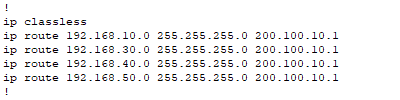 !
ip classless
ip route 192.168.10.0 255.255.255.0 200.100.10.1
ip route 192.168.30.0 255.255.255.0 200.100.10.1
ip route 192.168.40.0 255.255.255.0 200.100.10.1
ip route 192.168.50.0 255.255.255.0 200.100.10.1
!